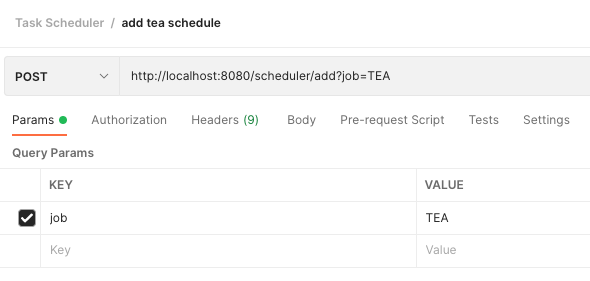 Task Scheduler / add tea schedule
POST http://localhost:8080/scheduler/add?job=TEA
Params Authorization Headers (9) Body Pre-request Script Tests Settings
Query Params
KEY VALUE
job TEA
Key Value